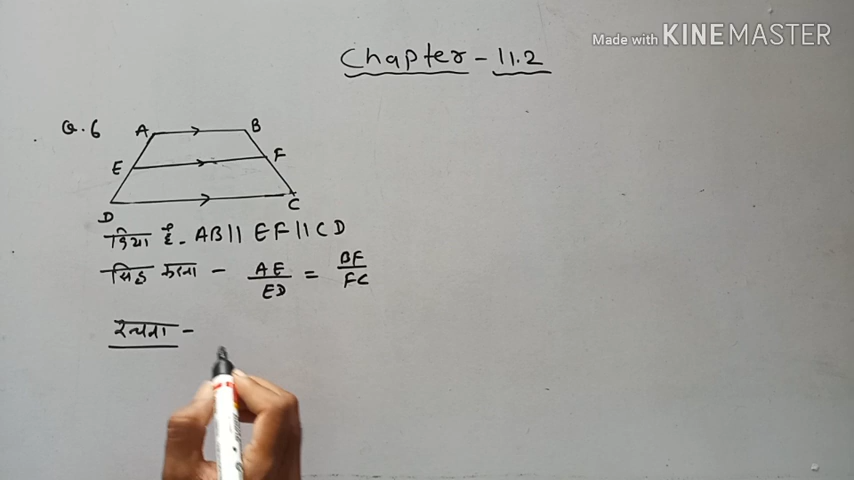 Made with KINEMASTER
Chapter - 11.2
Q. 6
A B
E F
D C
दिया है - AB || EF || CD
सिद्ध करना - AE/ED = BF/FC
रचना -